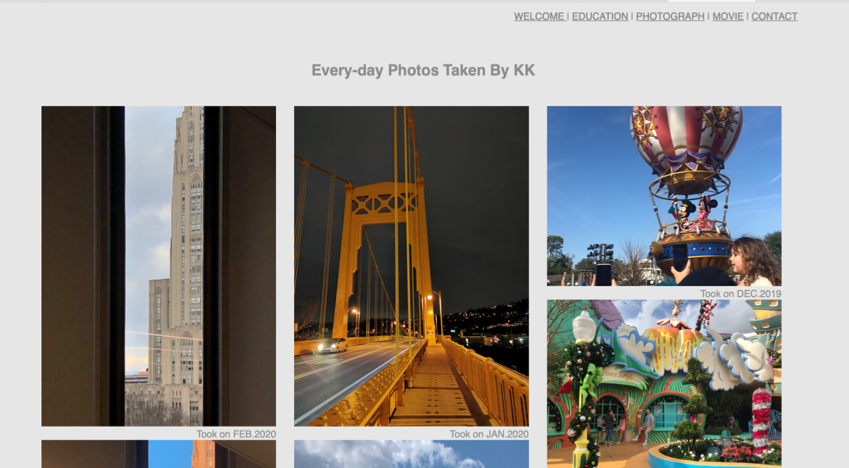 WELCOME | EDUCATION | PHOTOGRAPH | MOVIE | CONTACT
Every-day Photos Taken By KK
Took on DEC.2019
Took on FEB.2020
Took on JAN.2020